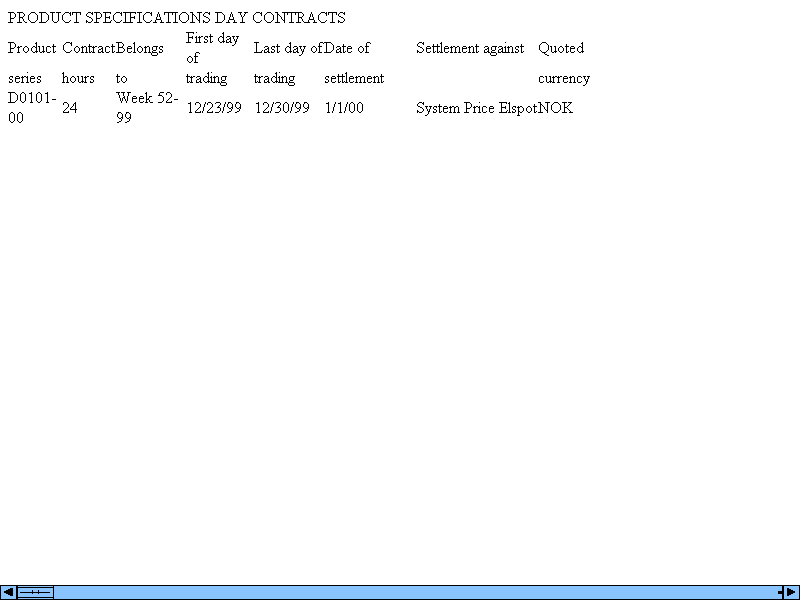 PRODUCT SPECIFICATIONS DAY CONTRACTS
Product Contract Belongs First day of Last day of Date of Settlement against Quoted
series hours to trading trading settlement currency
D0101-00 24 Week 52-99 12/23/99 12/30/99 1/1/00 System Price Elspot NOK